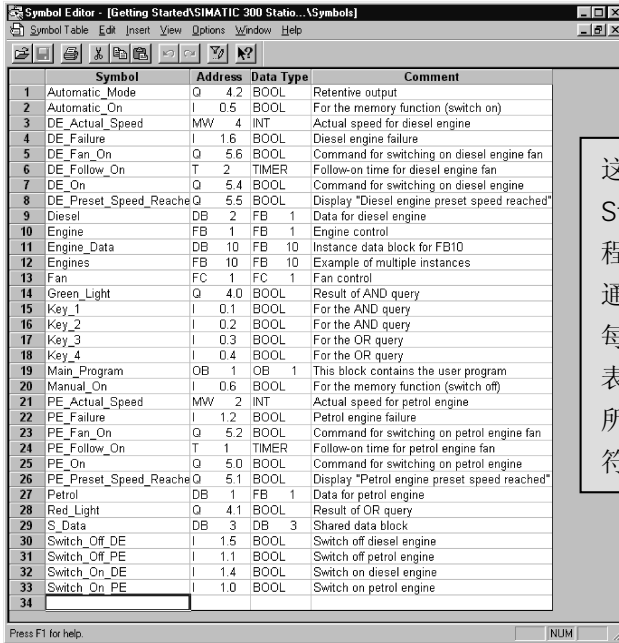 Symbol Editor - [Getting Started\SIMATIC 300 Statio...\Symbols]
Symbol Table Edit Insert View Options Window Help
Symbol Address Data Type Comment
1 Automatic_Mode Q 4.2 BOOL Retentive output
2 Automatic_On I 0.5 BOOL For the memory function (switch on)
3 DE_Actual_Speed MW 4 INT Actual speed for diesel engine
4 DE_Failure I 1.6 BOOL Diesel engine failure
5 DE_Fan_On Q 5.6 BOOL Command for switching on diesel engine fan
6 DE_Follow_On T 2 TIMER Follow-on time for diesel engine fan
7 DE_On Q 5.4 BOOL Command for switching on diesel engine
8 DE_Preset_Speed_Reache Q 5.5 BOOL Display "Diesel engine preset speed reached"
9 Diesel DB 2 FB 1 Data for diesel engine
10 Engine FB 1 FB 1 Engine control
11 Engine_Data DB 10 FB 10 Instance data block for FB10
12 Engines FB 10 FB 10 Example of multiple instances
13 Fan FC 1 FC 1 Fan control
14 Green_Light Q 4.0 BOOL Result of AND query
15 Key_1 I 0.1 BOOL For the AND query
16 Key_2 I 0.2 BOOL For the AND query
17 Key_3 I 0.3 BOOL For the OR query
18 Key_4 I 0.4 BOOL For the OR query
19 Main_Program OB 1 OB 1 This block contains the user program
20 Manual_On I 0.6 BOOL For the memory function (switch off)
21 PE_Actual_Speed MW 2 INT Actual speed for petrol engine
22 PE_Failure I 1.2 BOOL Petrol engine failure
23 PE_Fan_On Q 5.2 BOOL Command for switching on petrol engine fan
24 PE_Follow_On T 1 TIMER Follow-on time for petrol engine fan
25 PE_On Q 5.0 BOOL Command for switching on petrol engine
26 PE_Preset_Speed_Reache Q 5.1 BOOL Display "Petrol engine preset speed reached"
27 Petrol DB 1 FB 1 Data for petrol engine
28 Red_Light Q 4.1 BOOL Result of OR query
29 S_Data DB 3 DB 3 Shared data block
30 Switch_Off_DE I 1.5 BOOL Switch off diesel engine
31 Switch_Off_PE I 1.1 BOOL Switch off petrol engine
32 Switch_On_DE I 1.4 BOOL Switch on diesel engine
33 Switch_On_PE I 1.0 BOOL Switch on petrol engine
34
Press F1 for help. NUM
这
St
程
通
每
表
所
符